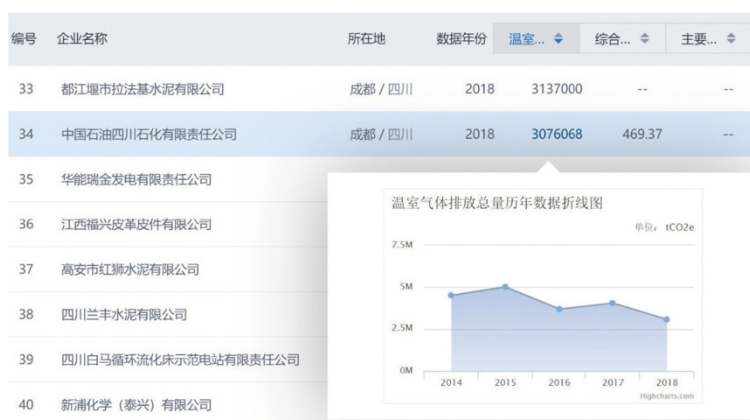 编号 企业名称 所在地 数据年份 温室... 综合... 主要...
33 都江堰市拉法基水泥有限公司 成都 / 四川 2018 3137000 -- --
34 中国石油四川石化有限责任公司 成都 / 四川 2018 3076068 469.37 --
35 华能瑞金发电有限责任公司
36 江西福兴皮革皮件有限公司
37 高安市红狮水泥有限公司
38 四川兰丰水泥有限公司
39 四川白马循环流化床示范电站有限责任公司
40 新浦化学（泰兴）有限公司
温室气体排放总量历年数据折线图
单位： tCO2e
7.5M
5M
2.5M
0M
2014 2015 2016 2017 2018
Highcharts.com